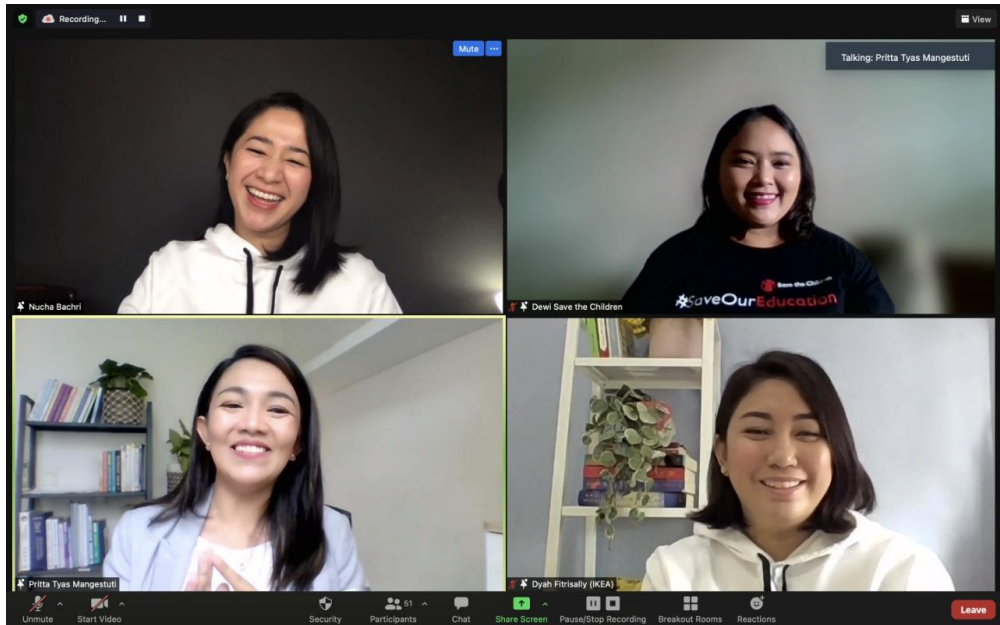 Recording...
View
Mute
Talking: Pritta Tyas Mangestuti
Nucha Bachri
Save the Children
#SaveOurEducation
Dewi Save the Children
Pritta Tyas Mangestuti
Dyah Fitrisally (IKEA)
Unmute
Start Video
Security
Participants
51
Chat
Share Screen
Pause/Stop Recording
Breakout Rooms
Reactions
Leave